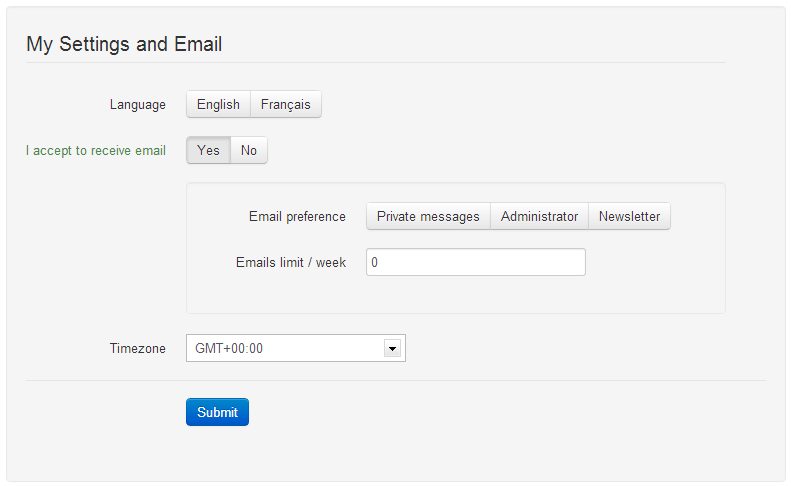 My Settings and Email
Language English Français
I accept to receive email Yes No
Email preference Private messages Administrator Newsletter
Emails limit / week 0
Timezone GMT+00:00
Submit